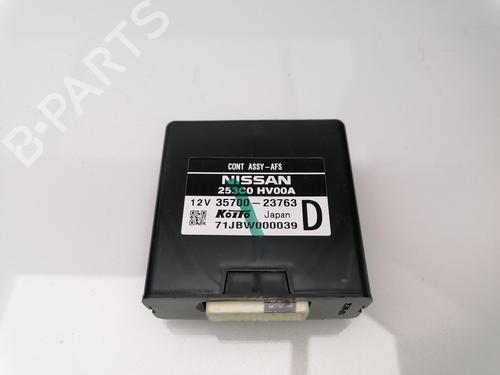 B-PARTS
CONT ASSY-AFS
NISSAN
253C0 HV00A
12V 35700-23763
KOITO Japan D
71JBW000039